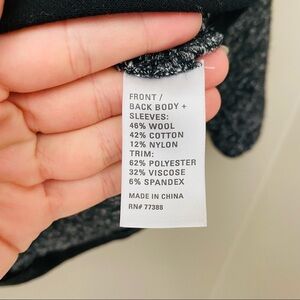 FRONT /
BACK BODY +
SLEEVES:
46% WOOL
42% COTTON
12% NYLON
TRIM:
62% POLYESTER
32% VISCOSE
6% SPANDEX
MADE IN CHINA
RN# 77388